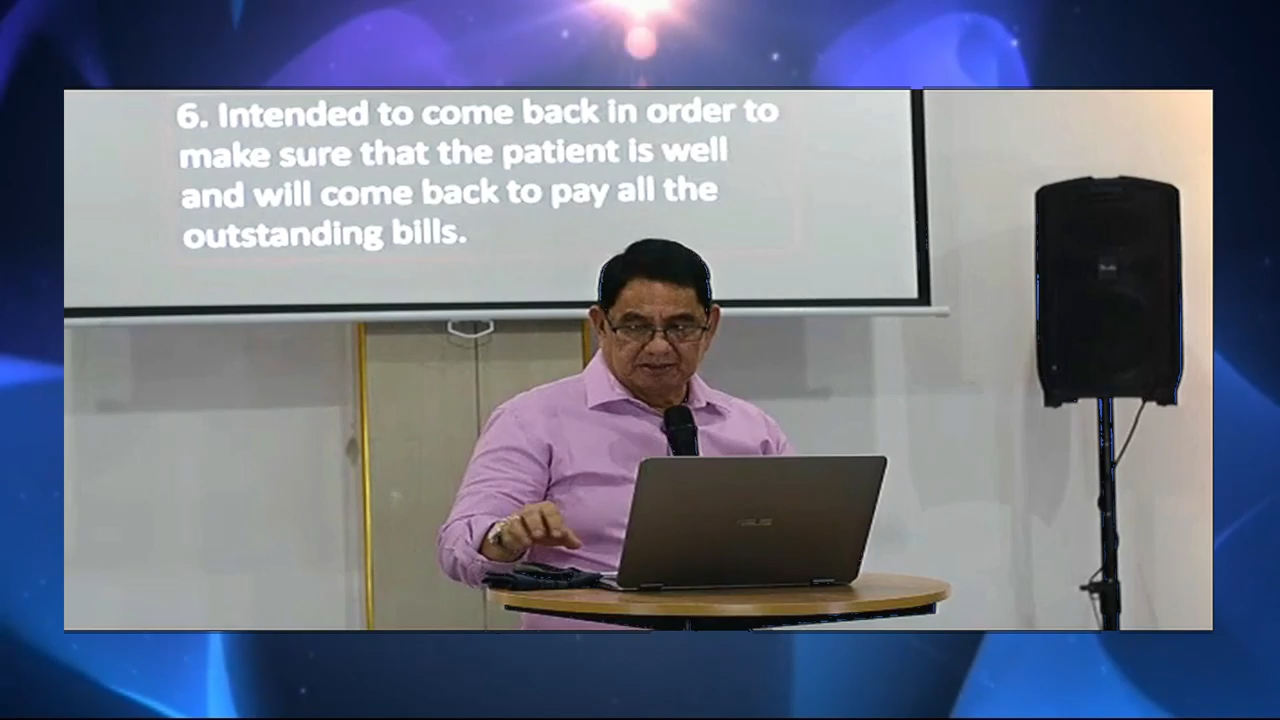 6. Intended to come back in order to
make sure that the patient is well
and will come back to pay all the
outstanding bills.
ASUS